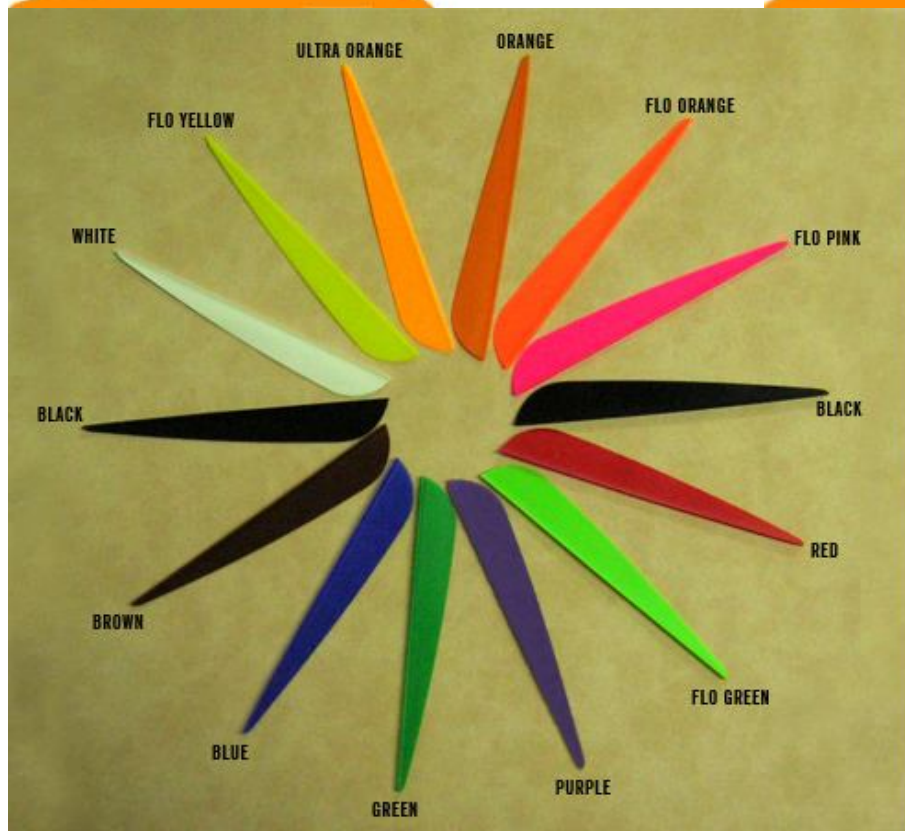 ORANGE
ULTRA ORANGE
FLO ORANGE
FLO YELLOW
WHITE
FLO PINK
BLACK
BLACK
RED
BROWN
FLO GREEN
BLUE
PURPLE
GREEN